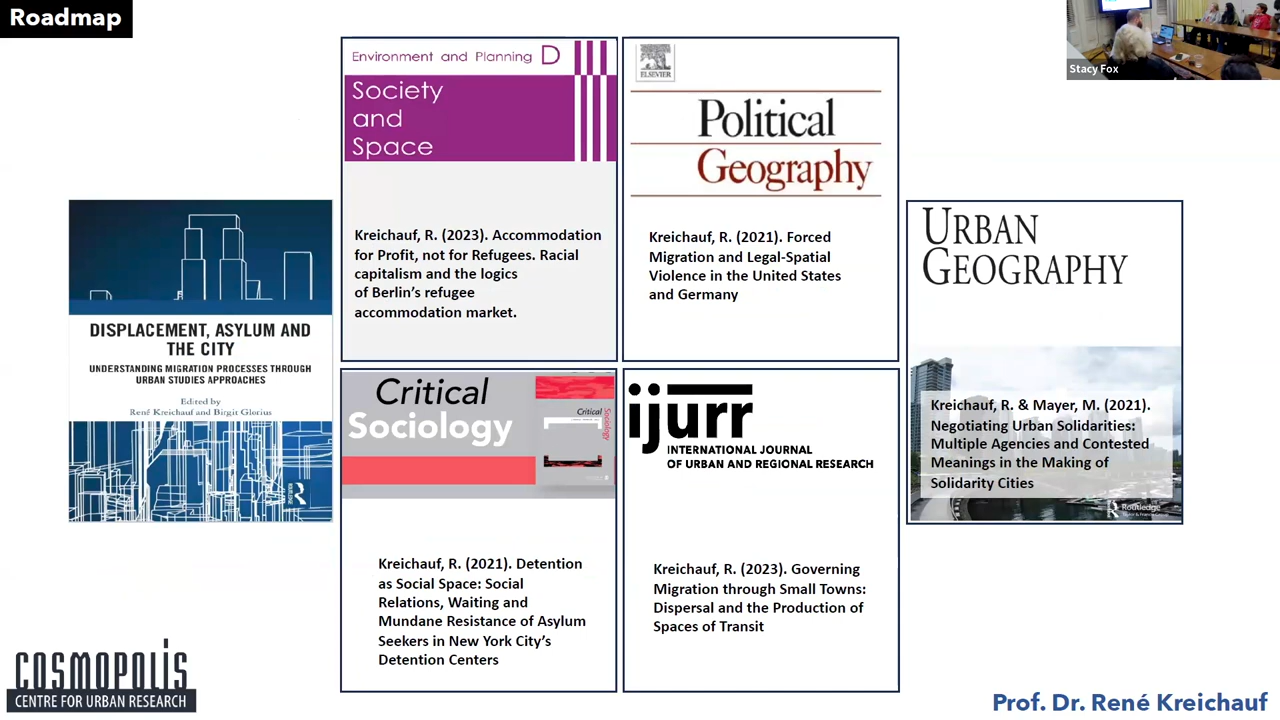 Roadmap
Stacy Fox
Environment and Planning D
Society
and
Space
Kreichauf, R. (2023). Accommodation
for Profit, not for Refugees. Racial
capitalism and the logics
of Berlin’s refugee
accommodation market.
ELSEVIER
Political
Geography
Kreichauf, R. (2021). Forced
Migration and Legal-Spatial
Violence in the United States
and Germany
DISPLACEMENT, ASYLUM AND
THE CITY
UNDERSTANDING MIGRATION PROCESSES THROUGH
URBAN STUDIES APPROACHES
Edited by
René Kreichauf and Birgit Glorius
URBAN
GEOGRAPHY
Kreichauf, R. & Mayer, M. (2021).
Negotiating Urban Solidarities:
Multiple Agencies and Contested
Meanings in the Making of
Solidarity Cities
Routledge
Critical
Sociology
Critical
Sociology
Kreichauf, R. (2021). Detention
as Social Space: Social
Relations, Waiting and
Mundane Resistance of Asylum
Seekers in New York City’s
Detention Centers
ijurr
INTERNATIONAL JOURNAL
OF URBAN AND REGIONAL RESEARCH
Kreichauf, R. (2023). Governing
Migration through Small Towns:
Dispersal and the Production of
Spaces of Transit
COSMOPOLIS
CENTRE FOR URBAN RESEARCH
Prof. Dr. René Kreichauf